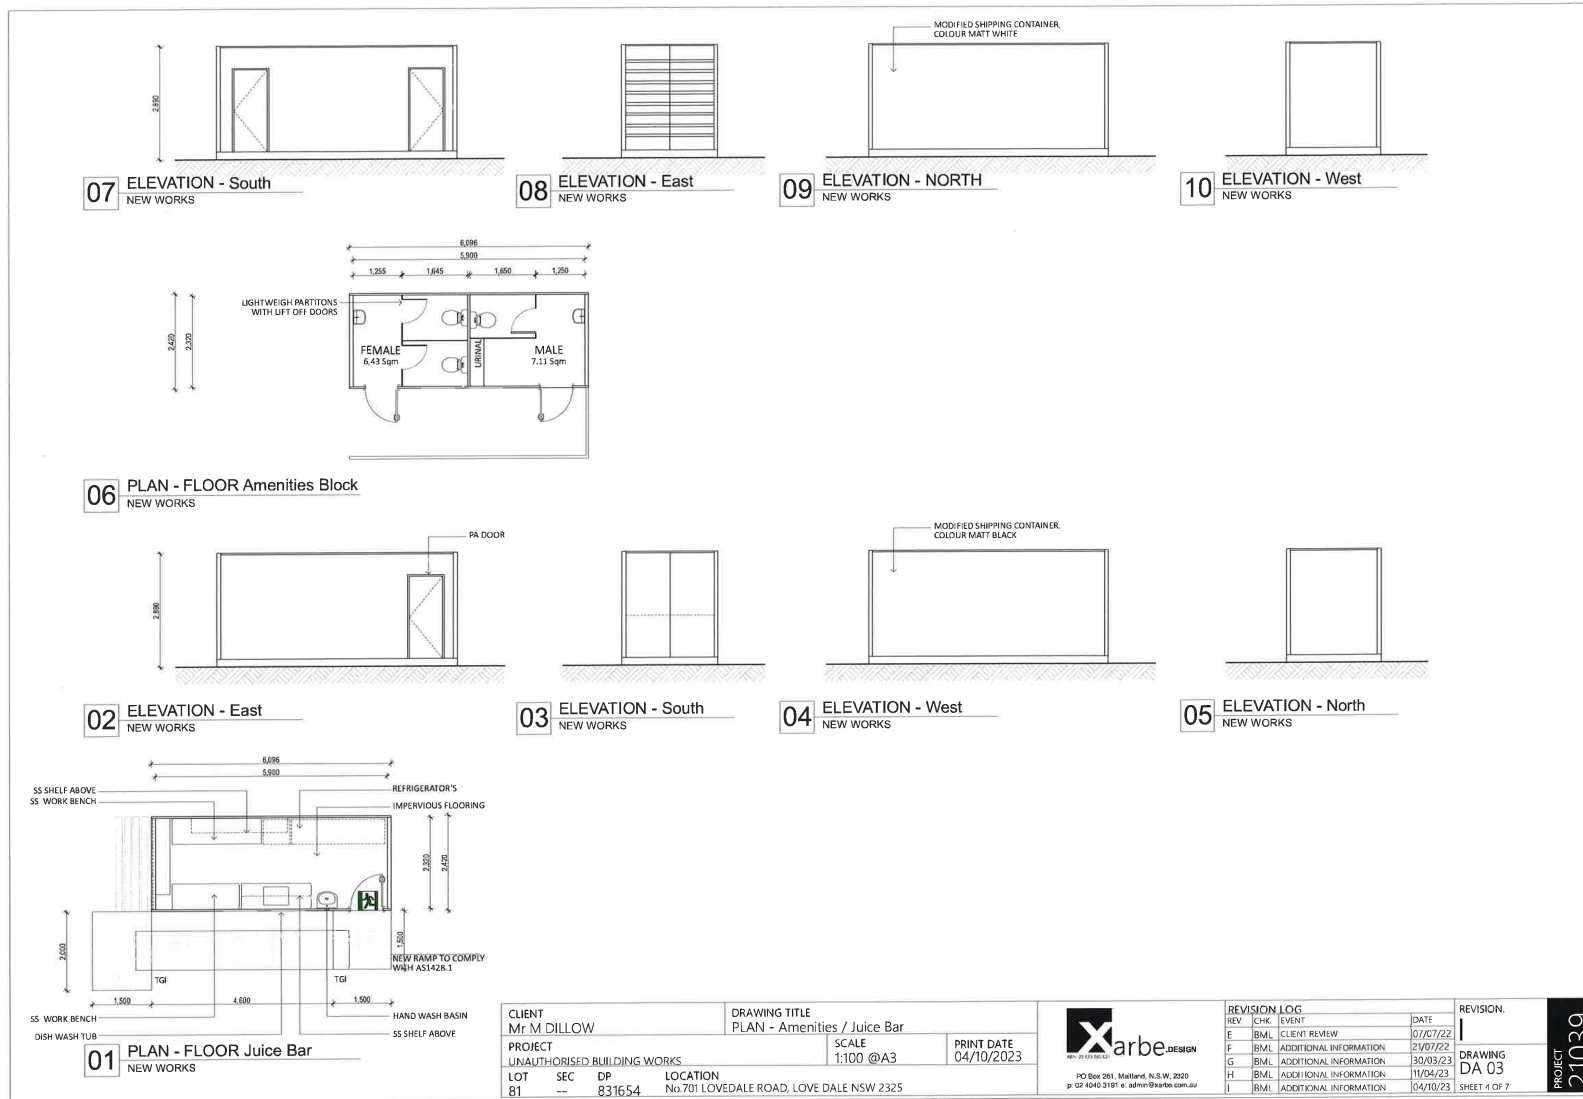 MODIFIED SHIPPING CONTAINER,
COLOUR MATT WHITE
2,890
07 ELEVATION - South
NEW WORKS
08 ELEVATION - East
NEW WORKS
09 ELEVATION - NORTH
NEW WORKS
10 ELEVATION - West
NEW WORKS
6,096
5,900
1,255 1,645 1,650 1,250
LIGHTWEIGH PARTITONS
WITH LIFT OFF DOORS
2,420 2,320
FEMALE
6.43 Sqm
URINAL
MALE
7.11 Sqm
06 PLAN - FLOOR Amenities Block
NEW WORKS
PA DOOR
MODIFIED SHIPPING CONTAINER,
COLOUR MATT BLACK
2,890
02 ELEVATION - East
NEW WORKS
03 ELEVATION - South
NEW WORKS
04 ELEVATION - West
NEW WORKS
05 ELEVATION - North
NEW WORKS
6,096
5,900
SS SHELF ABOVE
SS WORK BENCH
REFRIGERATOR'S
IMPERVIOUS FLOORING
2,320 2,420
2,000
1,500
NEW RAMP TO COMPLY
WITH AS1428.1
TGI TGI
1,500 4,600 1,500
SS WORK BENCH
DISH WASH TUB
HAND WASH BASIN
SS SHELF ABOVE
01 PLAN - FLOOR Juice Bar
NEW WORKS
CLIENT
Mr M DILLOW
DRAWING TITLE
PLAN - Amenities / Juice Bar
PROJECT
UNAUTHORISED BUILDING WORKS
SCALE
1:100 @A3
PRINT DATE
04/10/2023
LOT SEC DP LOCATION
81 -- 831654 No.701 LOVEDALE ROAD, LOVE DALE NSW 2325
Xarbe.DESIGN
PO Box 261, Maitland, N.S.W, 2320
p: 02 4040 3191 e: admin@xarbe.com.au
REVISION LOG
REV. CHK EVENT DATE
E BML CLIENT REVIEW 07/07/22
F BML ADDITIONAL INFORMATION 21/07/22
G BML ADDITIONAL INFORMATION 30/03/23
H BML ADDITIONAL INFORMATION 11/04/23
I BML ADDITIONAL INFORMATION 04/10/23
REVISION.
I
DRAWING
DA 03
SHEET 4 OF 7
PROJECT
21039